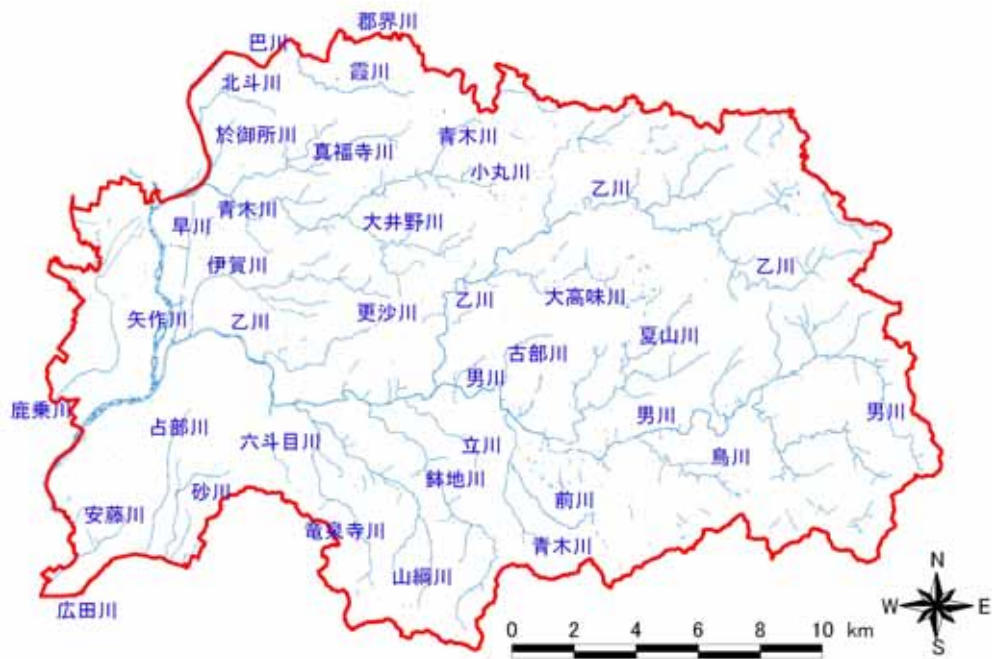 郡界川
巴川
霞川
北斗川
於御所川
青木川
真福寺川
小丸川
乙川
青木川
早川
大井野川
伊賀川
乙川
乙川
大高味川
更沙川
矢作川
乙川
夏山川
古部川
男川
鹿乗川
占部川
六斗目川
立川
男川
男川
鳥川
鉢地川
砂川
前川
安藤川
竜泉寺川
青木川
山綱川
広田川
N
W E
S
0 2 4 6 8 10 km